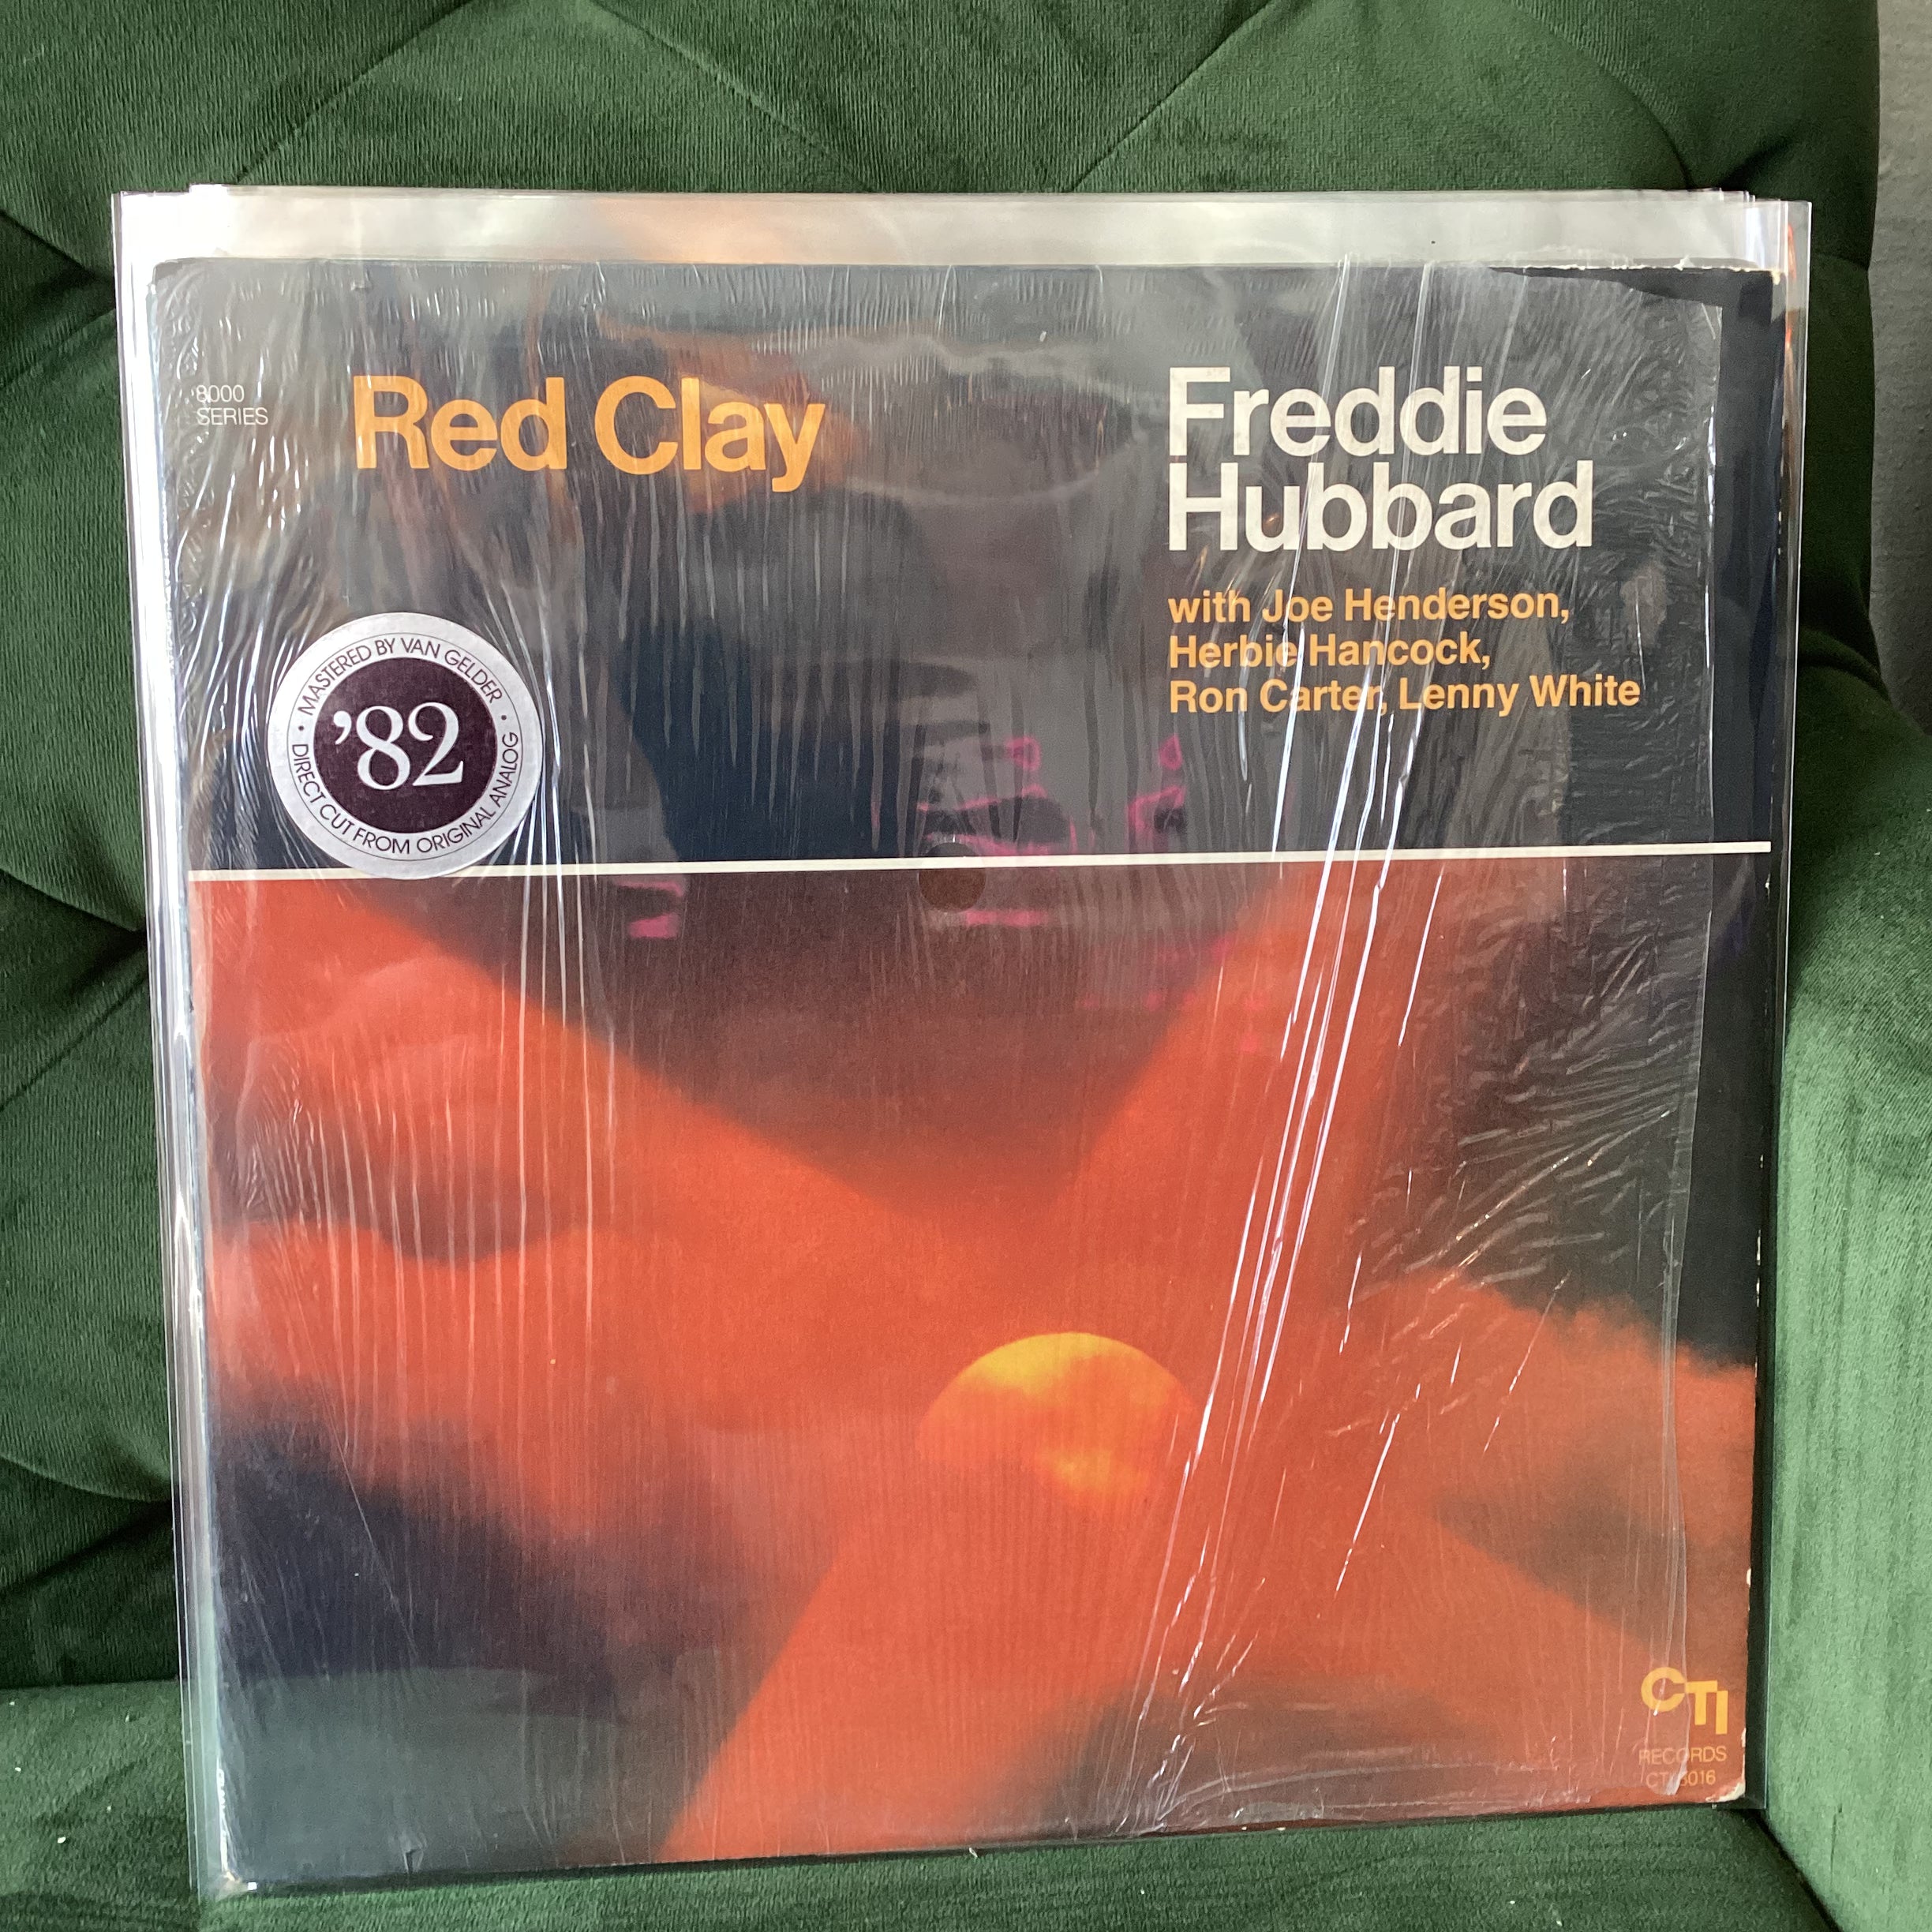 8000
SERIES
Red Clay
Freddie
Hubbard
with Joe Henderson,
Herbie Hancock,
Ron Carter, Lenny White
• MASTERED BY VAN GELDER •
DIRECT CUT FROM ORIGINAL ANALOG
’82
CTI
RECORDS